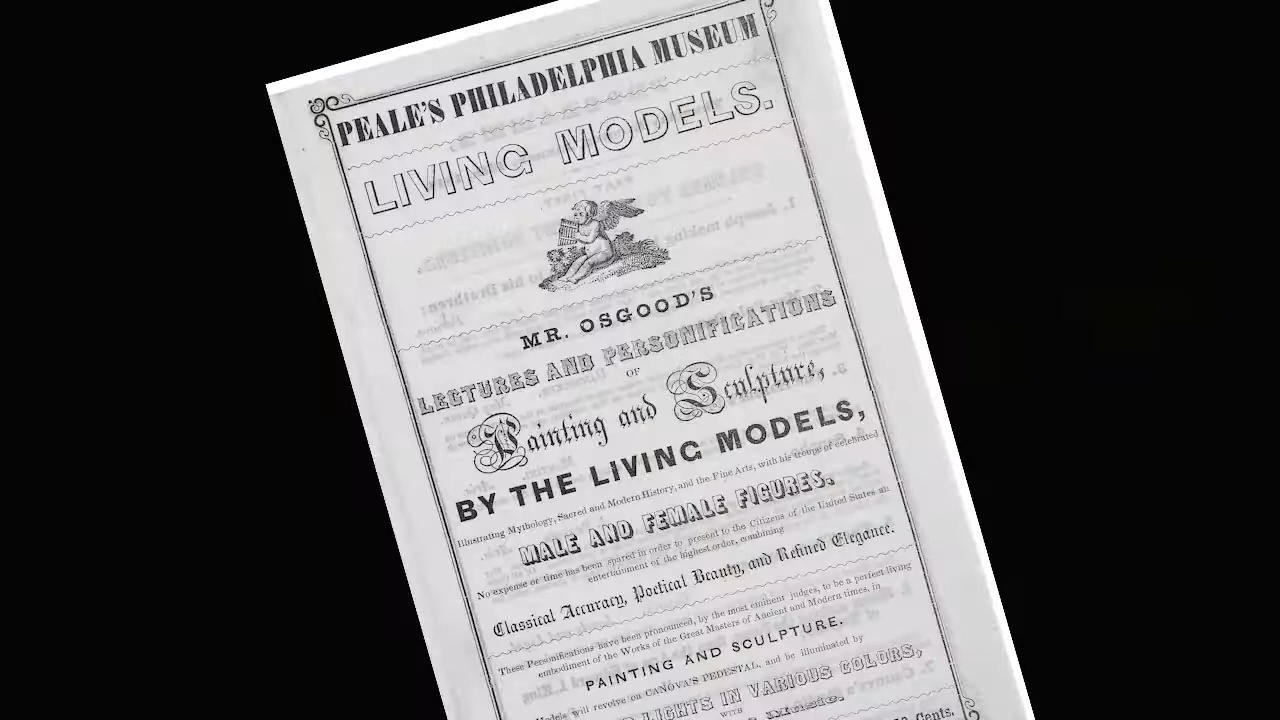 PEALE'S PHILADELPHIA MUSEUM
LIVING MODELS.
MR. OSGOOD'S
LECTURES AND PERSONIFICATIONS
OF
Painting and Sculpture,
BY THE LIVING MODELS,
Illustrating Mythology, Sacred and Modern History, and the Fine Arts, with his troupe of celebrated
MALE AND FEMALE FIGURES.
No expense or time has been spared in order to present to the Citizens of the United States an
entertainment of the highest order, combining
Classical Accuracy, Poetical Beauty, and Refined Elegance.
These Personifications have been pronounced, by the most eminent judges, to be a perfect living
embodiment of the Works of the Great Masters of Ancient and Modern times, in
PAINTING AND SCULPTURE.
Models will revolve on CANOVA'S PEDESTAL, and be illuminated by
LIGHTS IN VARIOUS COLORS,
WITH
MUSIC.
Cents.